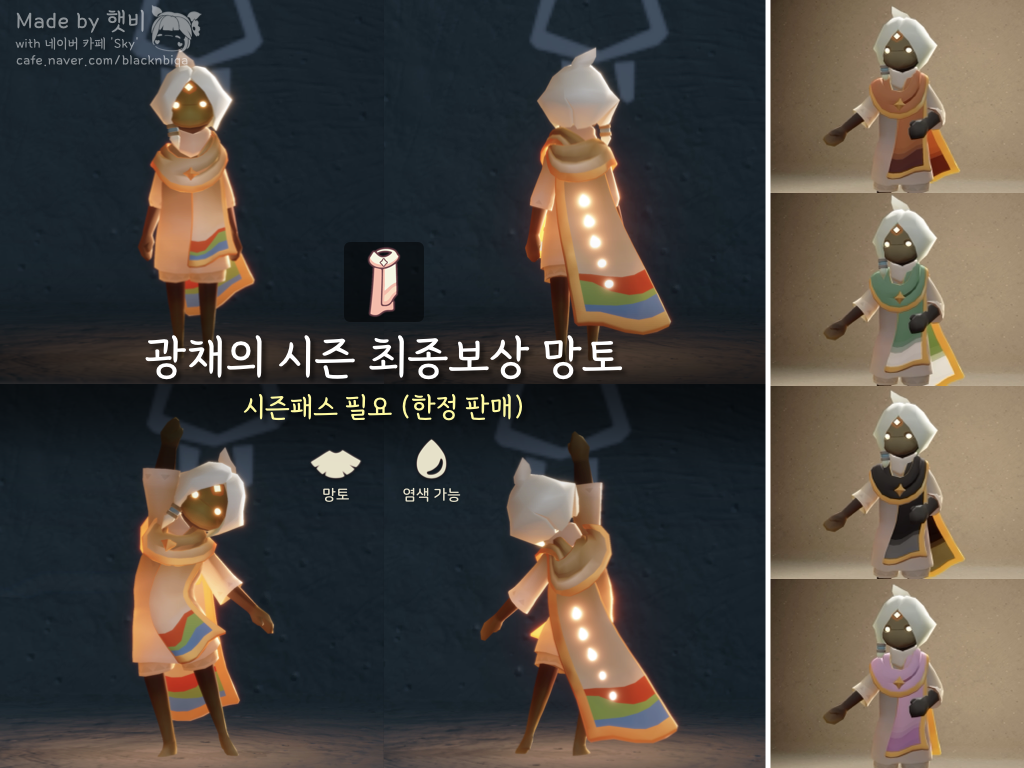 Made by 햇비
with 네이버 카페 'Sky'
cafe.naver.com/blacknbiqa
광채의 시즌 최종보상 망토
시즌패스 필요 (한정 판매)
망토
염색 가능